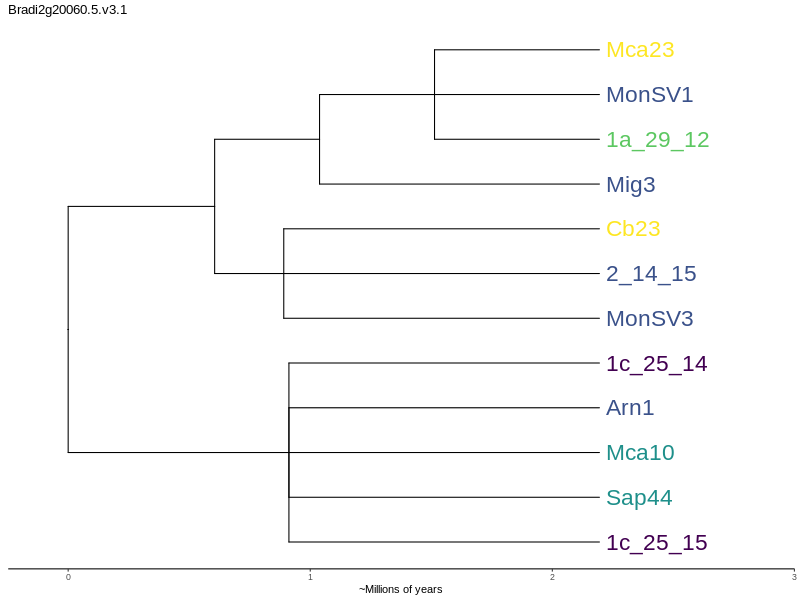 Bradi2g20060.5.v3.1
Mca23
MonSV1
1a_29_12
Mig3
Cb23
2_14_15
MonSV3
1c_25_14
Arn1
Mca10
Sap44
1c_25_15
0 1 2 3
~Millions of years